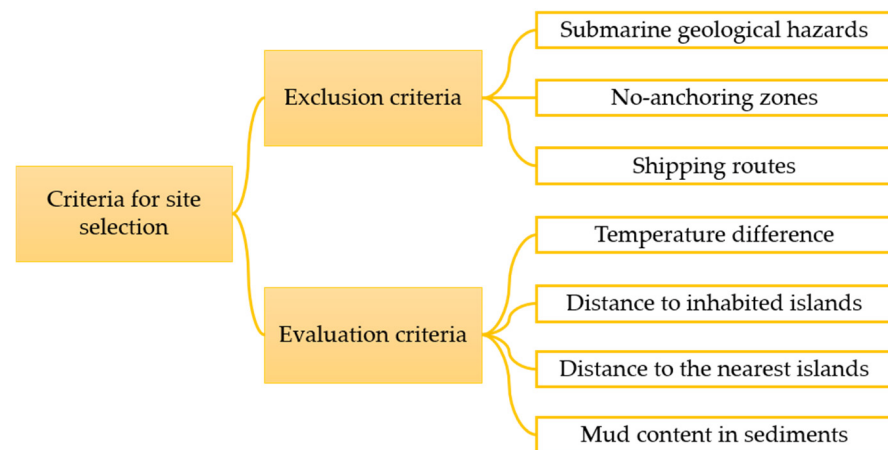 Criteria for site
selection
Exclusion criteria
Submarine geological hazards
No-anchoring zones
Shipping routes
Evaluation criteria
Temperature difference
Distance to inhabited islands
Distance to the nearest islands
Mud content in sediments